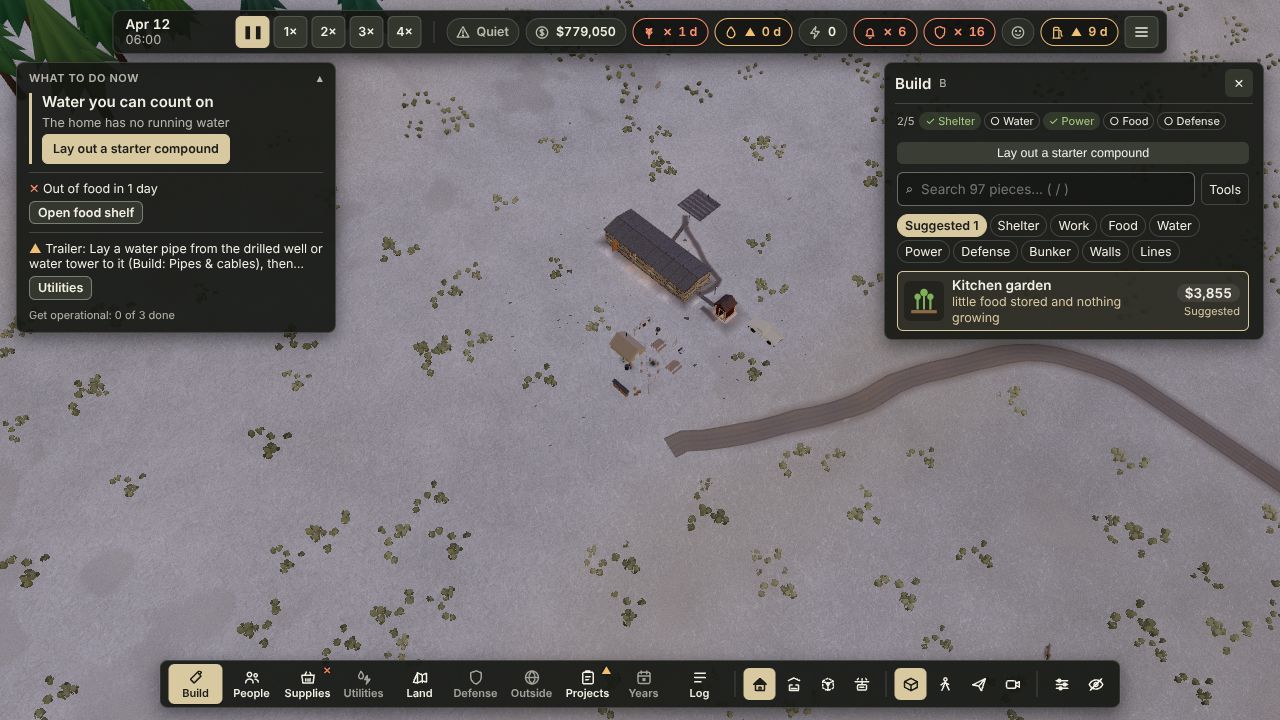 Apr 12
06:00
1×
2×
3×
4×
Quiet
$779,050
× 1 d
▲ 0 d
0
× 6
× 16
▲ 9 d
WHAT TO DO NOW
Water you can count on
The home has no running water
Lay out a starter compound
× Out of food in 1 day
Open food shelf
▲ Trailer: Lay a water pipe from the drilled well or
water tower to it (Build: Pipes & cables), then...
Utilities
Get operational: 0 of 3 done
Build B
2/5 ✓ Shelter Water ✓ Power Food Defense
Lay out a starter compound
Search 97 pieces... ( / )
Tools
Suggested 1 Shelter Work Food Water
Power Defense Bunker Walls Lines
Kitchen garden
little food stored and nothing
growing
$3,855
Suggested
Build
People
Supplies
Utilities
Land
Defense
Outside
Projects
Years
Log